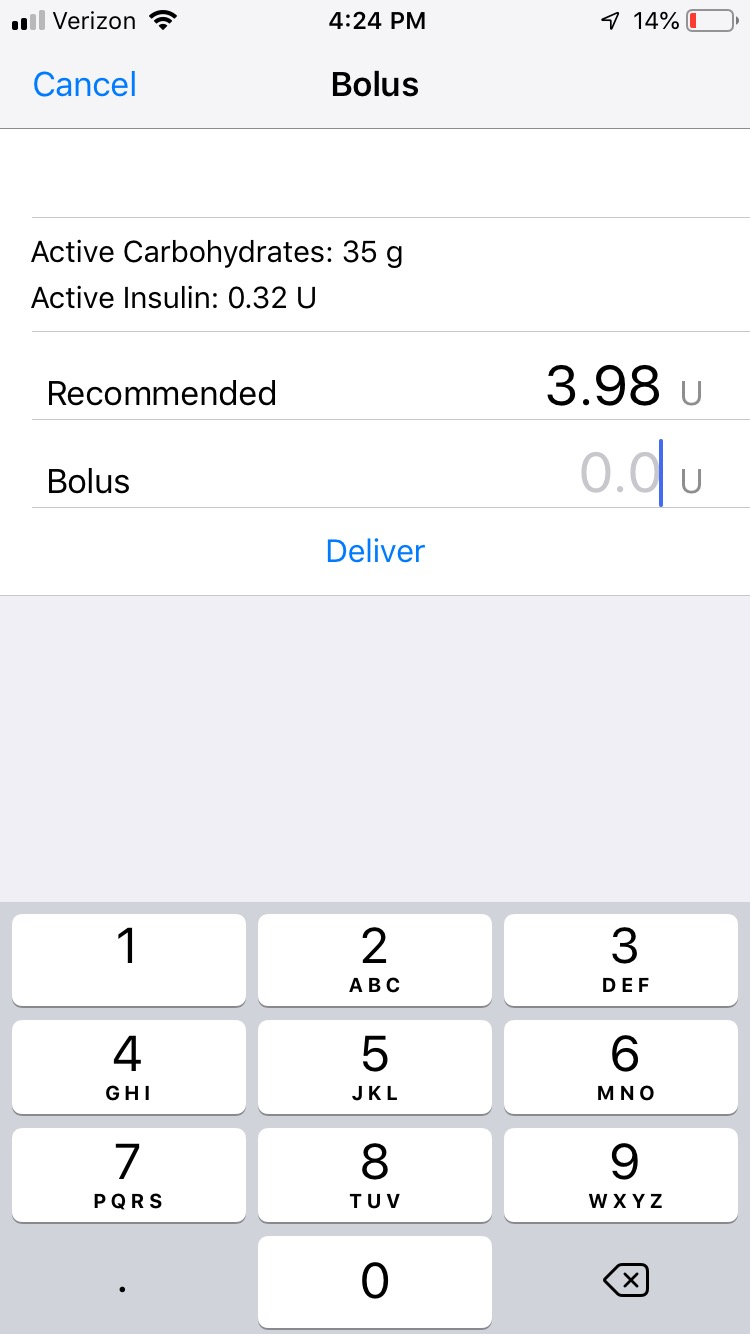 Verizon 4:24 PM 14%
Cancel Bolus
Active Carbohydrates: 35 g
Active Insulin: 0.32 U
Recommended 3.98 U
Bolus 0.0 U
Deliver
1 2 3
ABC DEF
4 5 6
GHI JKL MNO
7 8 9
PQRS TUV WXYZ
. 0